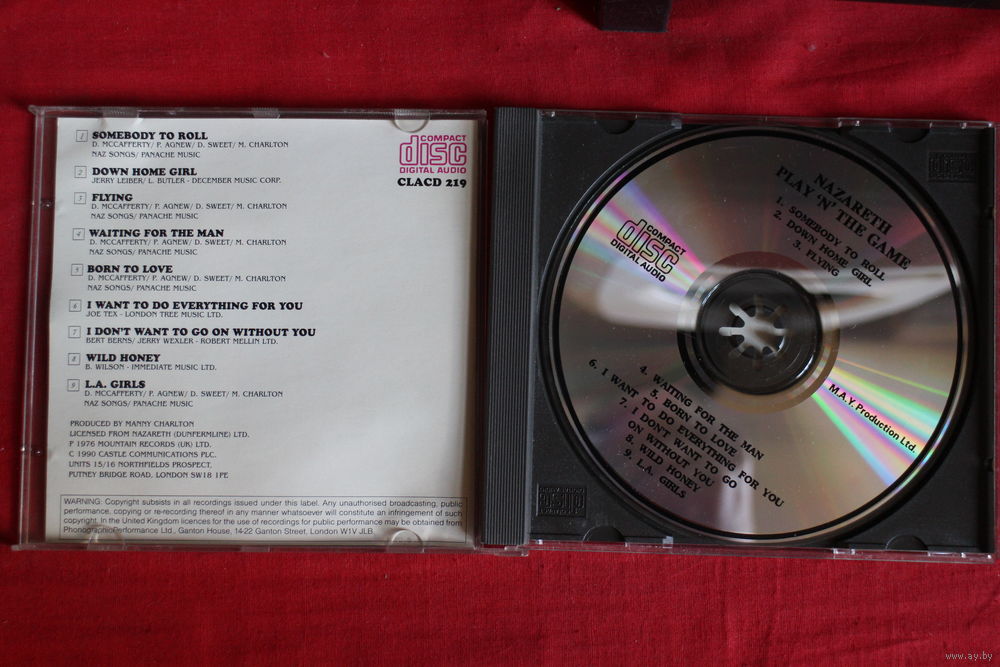 1 SOMEBODY TO ROLL
D. MCCAFFERTY/ P. AGNEW/ D. SWEET/ M. CHARLTON
NAZ SONGS/ PANACHE MUSIC
2 DOWN HOME GIRL
JERRY LEIBER/ L. BUTLER - DECEMBER MUSIC CORP.
3 FLYING
D. MCCAFFERTY/ P. AGNEW/ D. SWEET/ M. CHARLTON
NAZ SONGS/ PANACHE MUSIC
4 WAITING FOR THE MAN
D. MCCAFFERTY/ P. AGNEW/ D. SWEET/ M. CHARLTON
NAZ SONGS/ PANACHE MUSIC
5 BORN TO LOVE
D. MCCAFFERTY/ P. AGNEW/ D. SWEET/ M. CHARLTON
NAZ SONGS/ PANACHE MUSIC
6 I WANT TO DO EVERYTHING FOR YOU
JOE TEX - LONDON TREE MUSIC LTD.
7 I DON'T WANT TO GO ON WITHOUT YOU
BERT BERNS/ JERRY WEXLER - ROBERT MELLIN LTD.
8 WILD HONEY
B. WILSON - IMMEDIATE MUSIC LTD.
9 L.A. GIRLS
D. MCCAFFERTY/ P. AGNEW/ D. SWEET/ M. CHARLTON
NAZ SONGS/ PANACHE MUSIC
PRODUCED BY MANNY CHARLTON
LICENSED FROM NAZARETH (DUNFERMLINE) LTD.
P 1976 MOUNTAIN RECORDS (UK) LTD.
C 1990 CASTLE COMMUNICATIONS PLC.
UNITS 15/16 NORTHFIELDS PROSPECT,
PUTNEY BRIDGE ROAD, LONDON SW18 1PE
WARNING: Copyright subsists in all recordings issued under this label. Any unauthorised broadcasting, public
performance, copying or re-recording thereof in any manner whatsoever will constitute an infringement of such
copyright. In the United Kingdom licences for the use of recordings for public performance may be obtained from
Phonographic Performance Ltd., Ganton House, 14-22 Ganton Street, London W1V 1LB.
COMPACT
disc
DIGITAL AUDIO
CLACD 219
NAZARETH
PLAY 'N' THE GAME
1. SOMEBODY TO ROLL
2. DOWN HOME GIRL
3. FLYING
COMPACT
disc
DIGITAL AUDIO
4. WAITING FOR THE MAN
5. BORN TO LOVE
6. I WANT TO DO EVERYTHING FOR YOU
7. I DON'T WANT TO GO
ON WITHOUT YOU
8. WILD HONEY
9. L.A. GIRLS
M.A.Y. Production Ltd.
www.ay.by